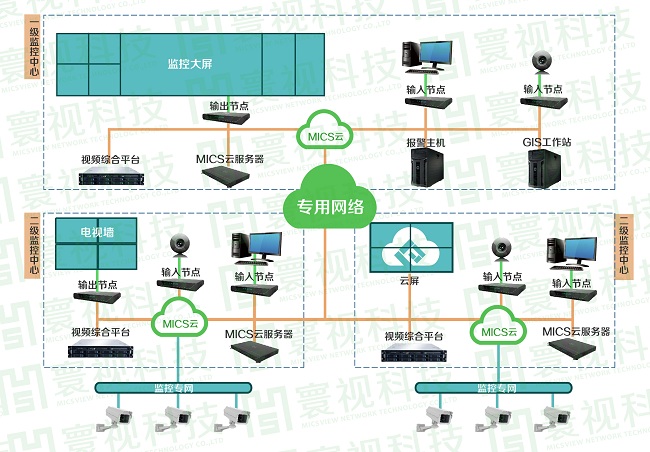 一级监控中心
监控大屏
输出节点
输入节点
输入节点
MICS云
视频综合平台
MICS云服务器
报警主机
GIS工作站
专用网络
二级监控中心
电视墙
输出节点
输入节点
输入节点
视频综合平台
MICS云
MICS云服务器
监控专网
云屏
输入节点
输入节点
视频综合平台
MICS云
MICS云服务器
二级监控中心
监控专网
寰视科技
MICEVIEW NETWORK TECHNOLOGY CO.,LTD